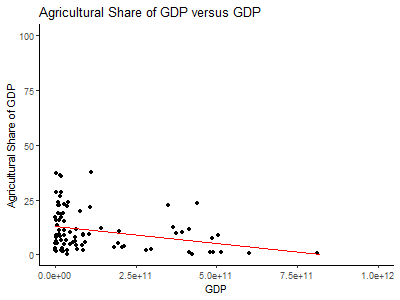 Agricultural Share of GDP versus GDP
100
75
50
25
0
Agricultural Share of GDP
0.0e+00 2.5e+11 5.0e+11 7.5e+11 1.0e+12
GDP